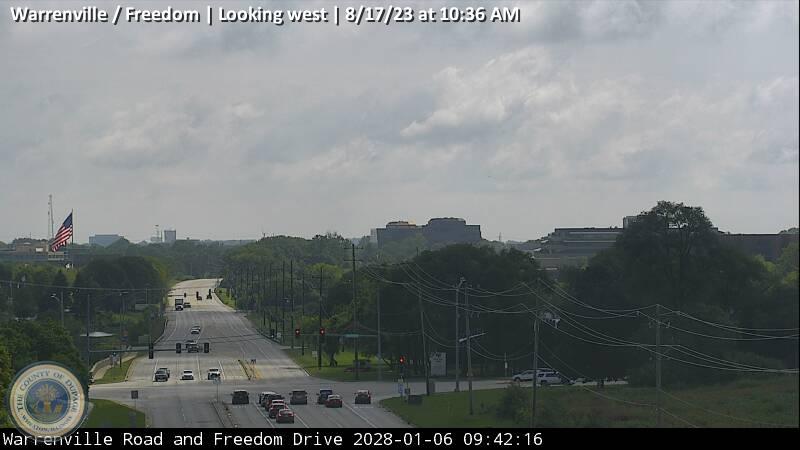 Warrenville / Freedom | Looking west | 8/17/23 at 10:36 AM
THE COUNTY OF DUPAGE
Warrenville Road and Freedom Drive 2028-01-06 09:42:16